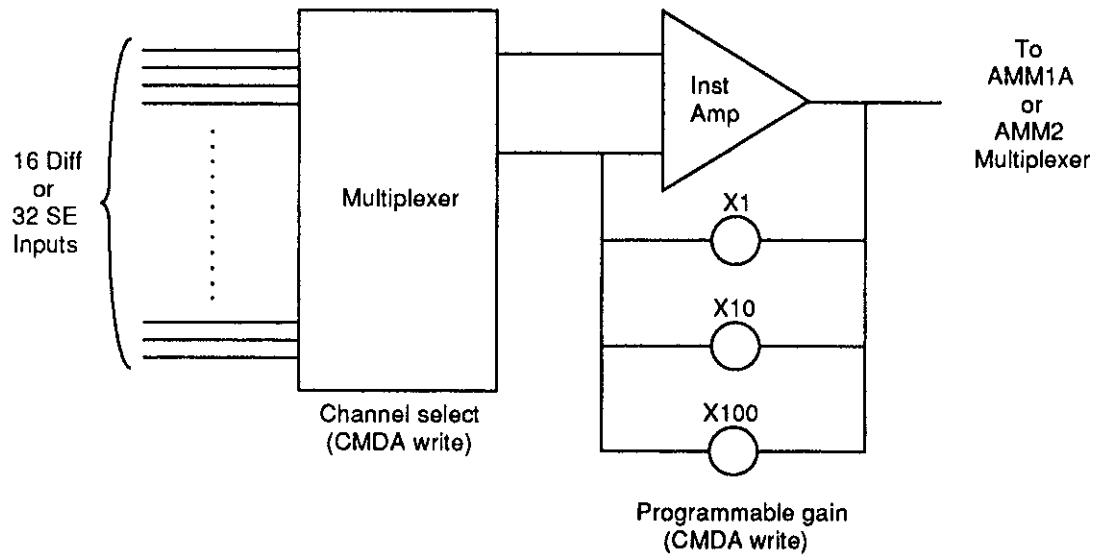 16 Diff
or
32 SE
Inputs
Multiplexer
Channel select
(CMDA write)
Inst
Amp
X1
X10
X100
Programmable gain
(CMDA write)
To
AMM1A
or
AMM2
Multiplexer